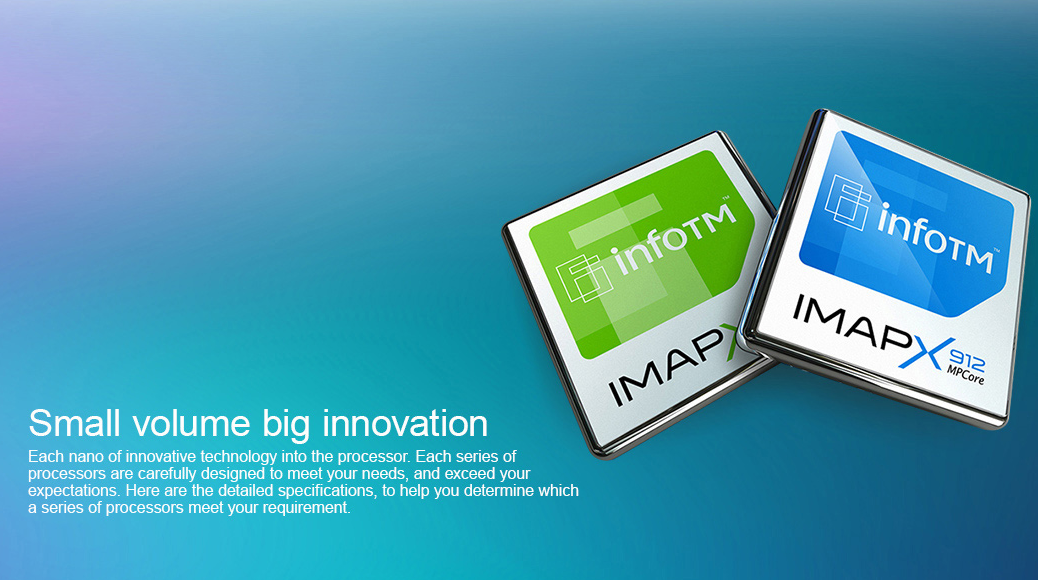 infoTM™
IMAPX
infoTM™
IMAPX 912
MPCore
Small volume big innovation
Each nano of innovative technology into the processor. Each series of
processors are carefully designed to meet your needs, and exceed your
expectations. Here are the detailed specifications, to help you determine which
a series of processors meet your requirement.